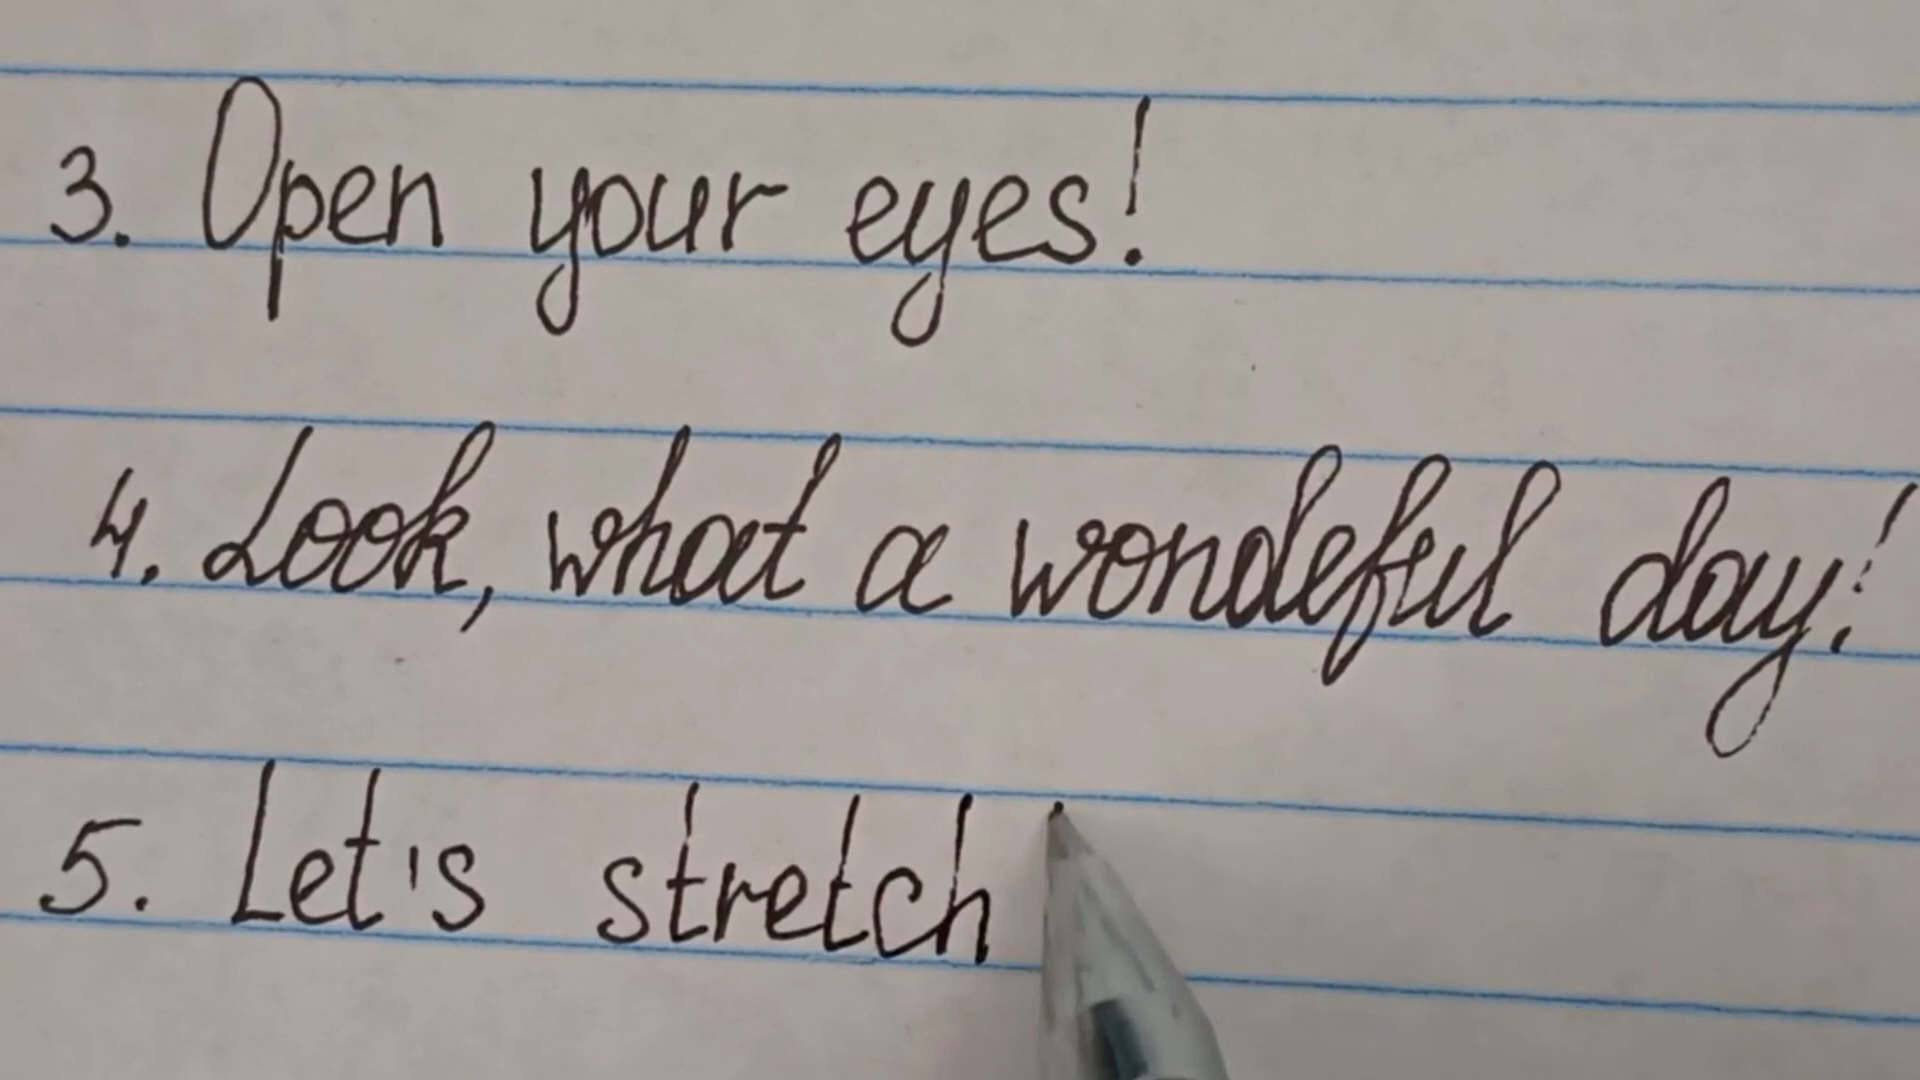 3. Open your eyes!
4. Look, what a wondeful day!
5. Let's stretch